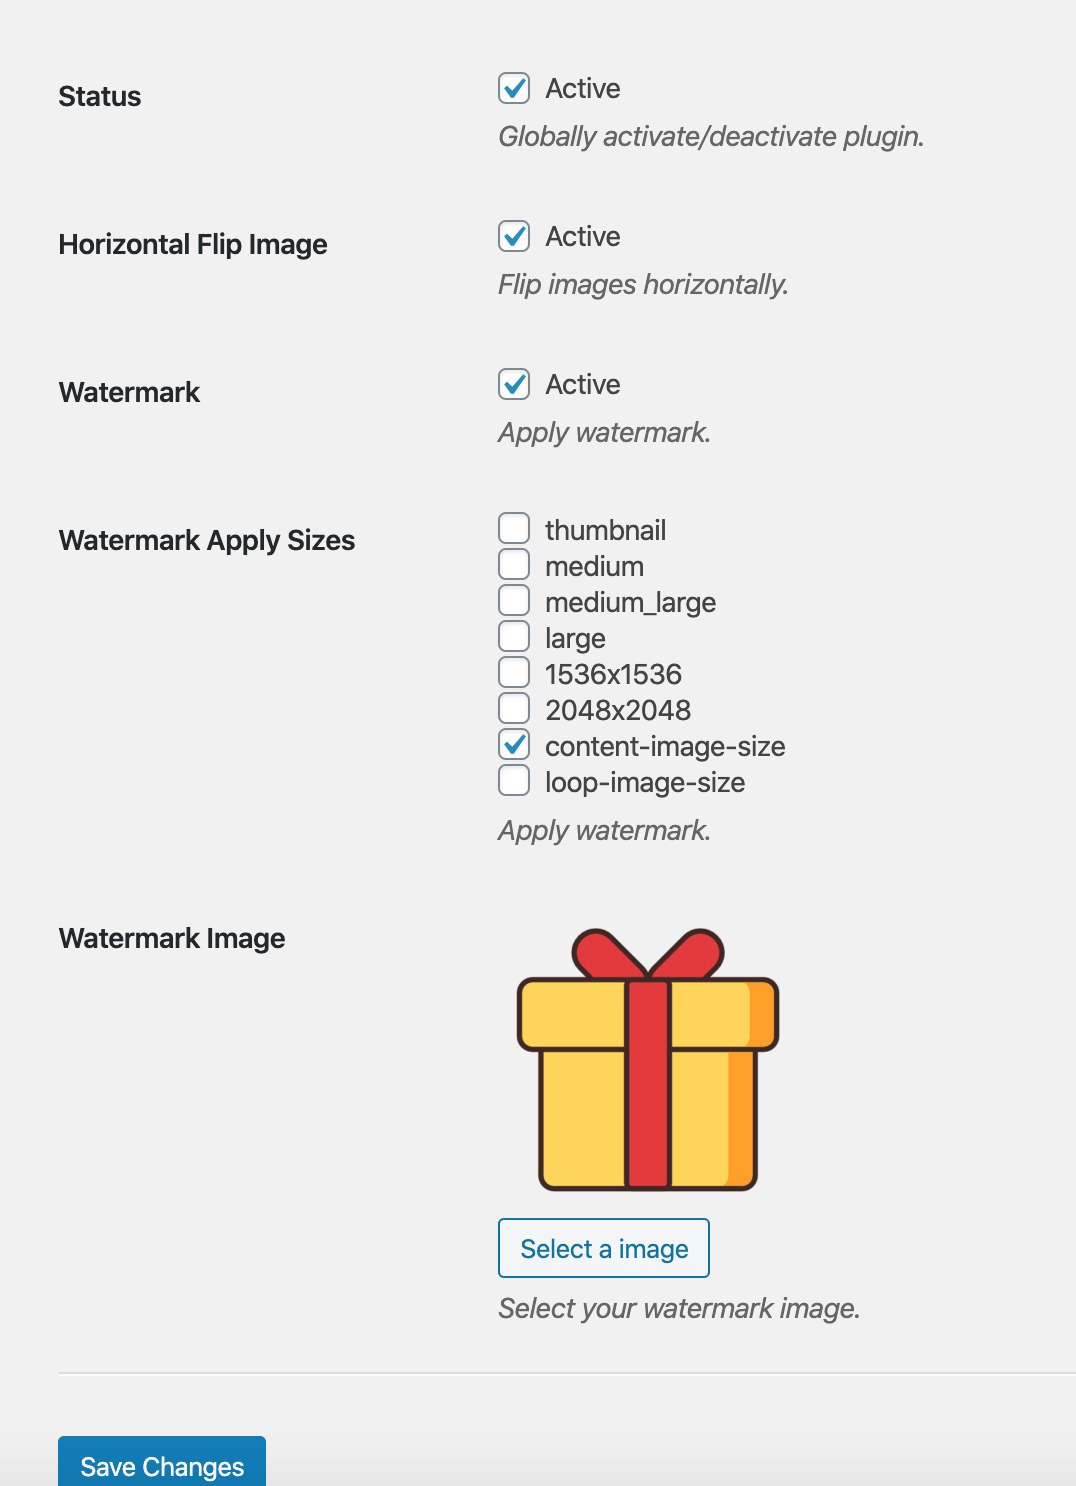 Status
Active
Globally activate/deactivate plugin.
Horizontal Flip Image
Active
Flip images horizontally.
Watermark
Active
Apply watermark.
Watermark Apply Sizes
thumbnail
medium
medium_large
large
1536x1536
2048x2048
content-image-size
loop-image-size
Apply watermark.
Watermark Image
Select a image
Select your watermark image.
Save Changes